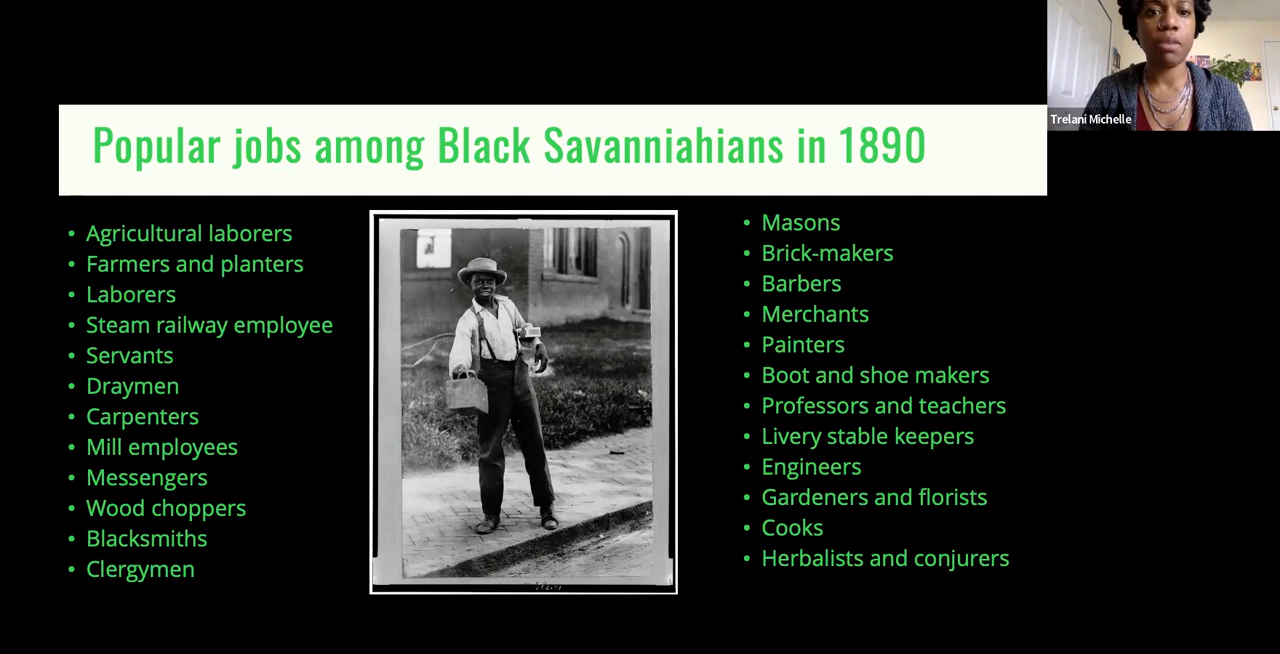 Trelani Michelle
Popular jobs among Black Savanniahians in 1890
• Agricultural laborers
• Farmers and planters
• Laborers
• Steam railway employee
• Servants
• Draymen
• Carpenters
• Mill employees
• Messengers
• Wood choppers
• Blacksmiths
• Clergymen
• Masons
• Brick-makers
• Barbers
• Merchants
• Painters
• Boot and shoe makers
• Professors and teachers
• Livery stable keepers
• Engineers
• Gardeners and florists
• Cooks
• Herbalists and conjurers